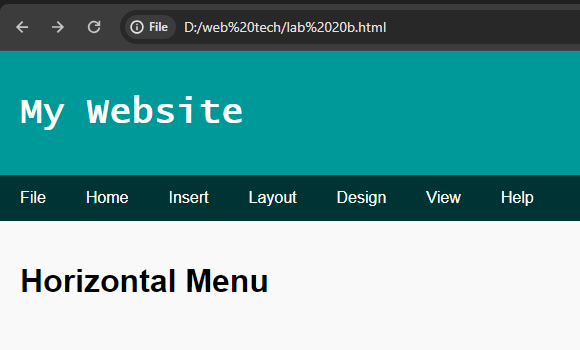 File D:/web%20tech/lab%2020b.html
My Website
File Home Insert Layout Design View Help
Horizontal Menu